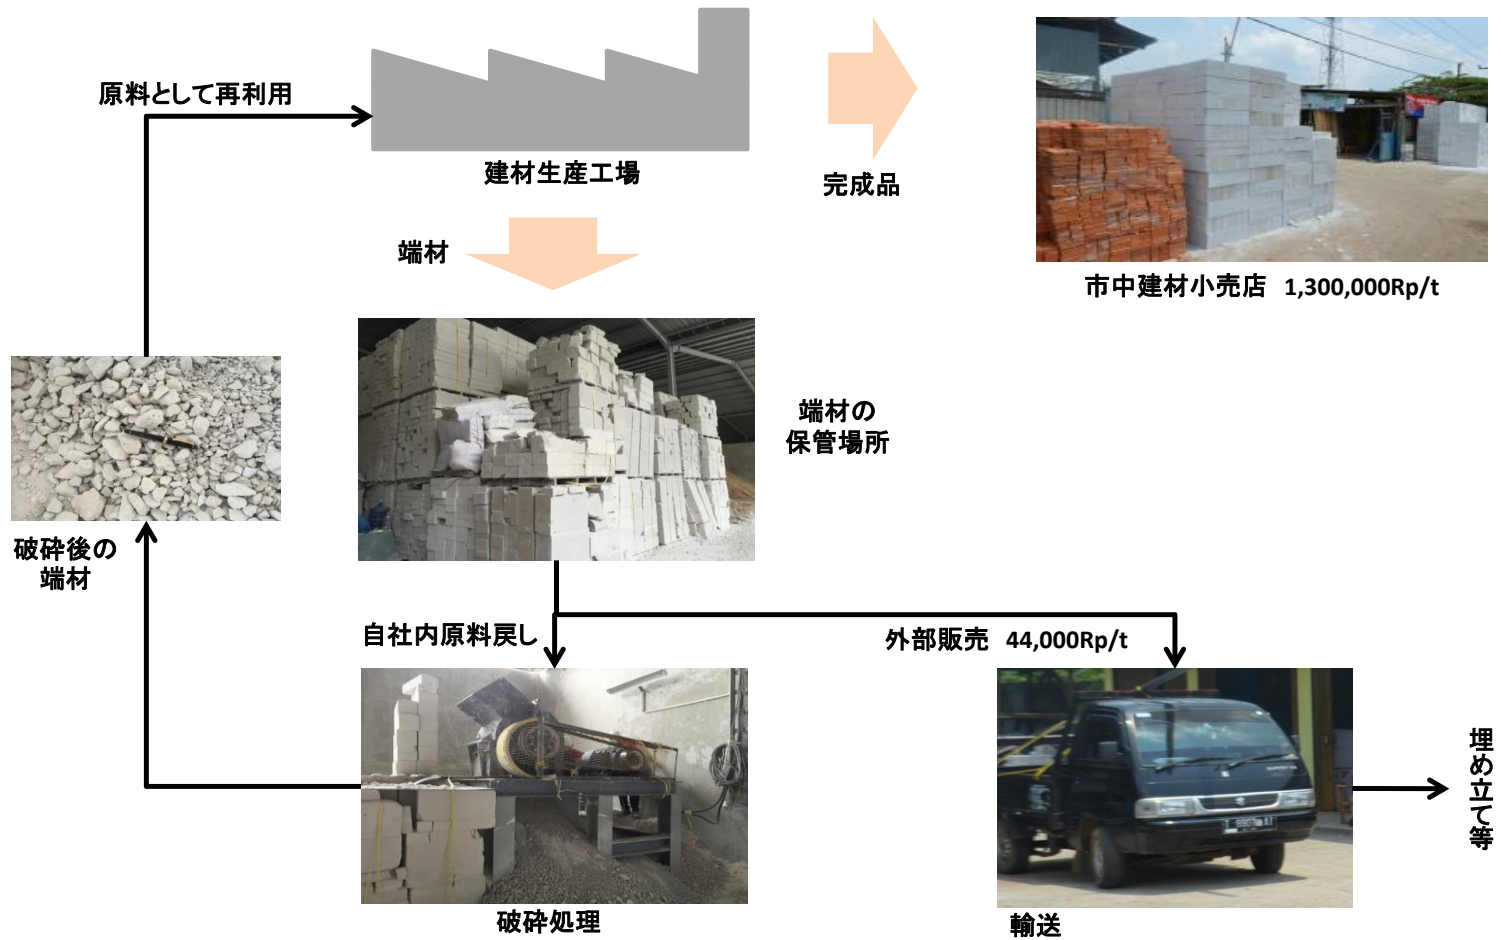 原料として再利用
建材生産工場
完成品
市中建材小売店 1,300,000Rp/t
端材
端材の
保管場所
破砕後の
端材
自社内原料戻し
外部販売 44,000Rp/t
埋め立て等
破砕処理
輸送